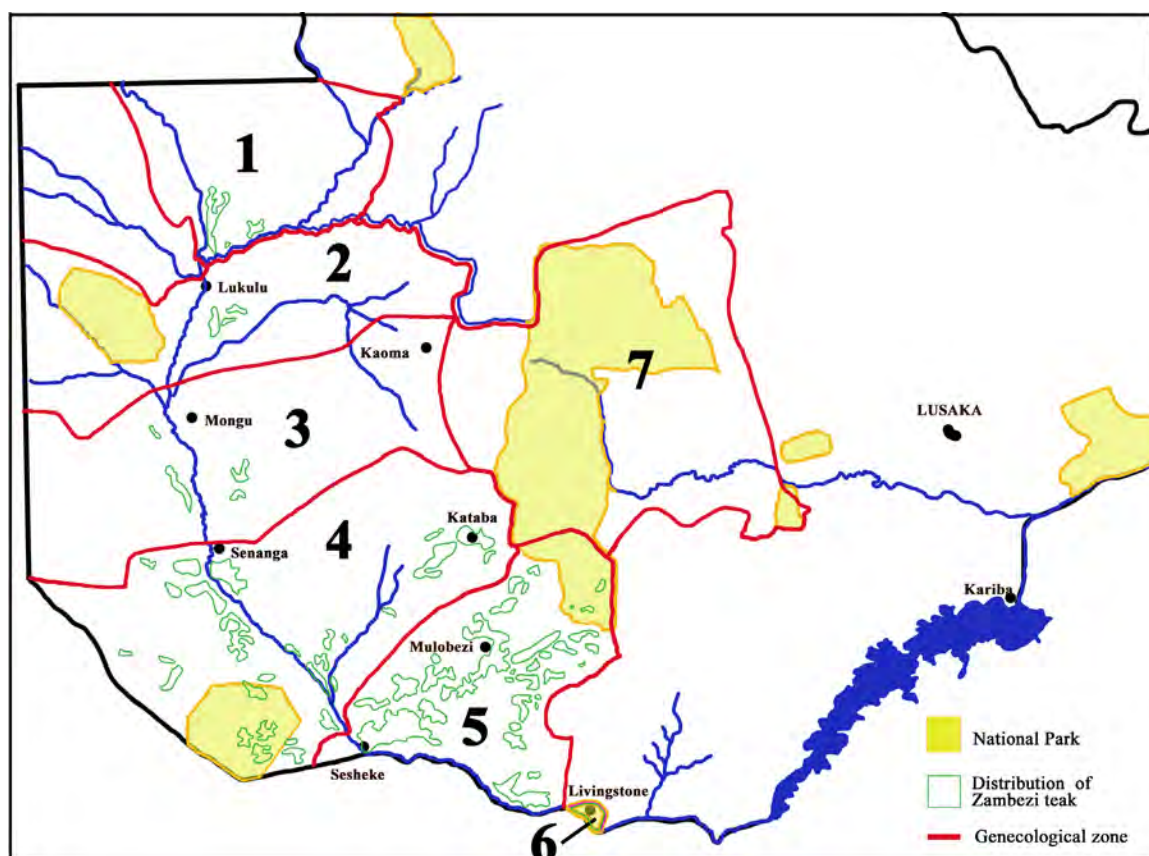 1
2
Lukulu
Kaoma
7
Mongu
3
LUSAKA
Kataba
4
Senanga
Kariba
Mulobezi
5
Sesheke
Livingstone
6
National Park
Distribution of
Zambezi teak
Genecological zone